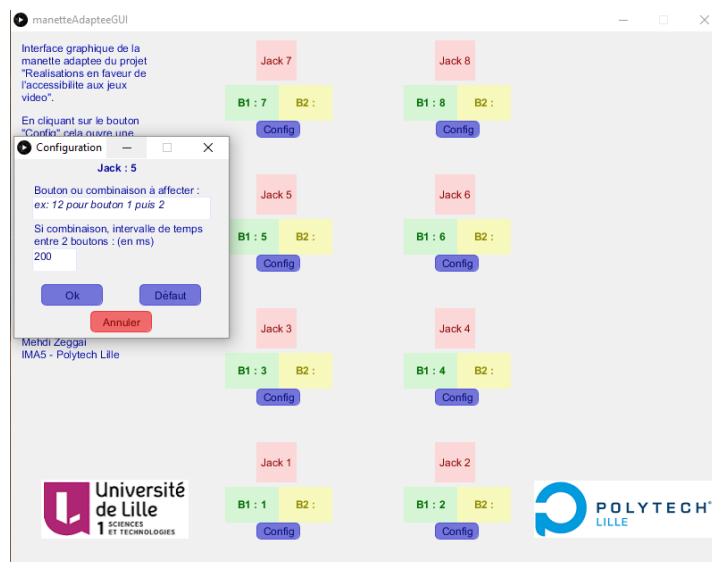 manetteAdapteeGUI
Interface graphique de la
manette adaptee du projet
"Realisations en faveur de
l'accessibilite aux jeux
video".
En cliquant sur le bouton
"Config" cela ouvre une
Configuration
Jack : 5
Bouton ou combinaison à affecter :
ex: 12 pour bouton 1 puis 2
Si combinaison, intervalle de temps
entre 2 boutons : (en ms)
200
Ok
Défaut
Annuler
Mehdi Zeggai
IMA5 - Polytech Lille
Jack 7
B1 : 7 B2 :
Config
Jack 8
B1 : 8 B2 :
Config
Jack 5
B1 : 5 B2 :
Config
Jack 6
B1 : 6 B2 :
Config
Jack 3
B1 : 3 B2 :
Config
Jack 4
B1 : 4 B2 :
Config
Jack 1
B1 : 1 B2 :
Config
Jack 2
B1 : 2 B2 :
Config
Université
de Lille
1 SCIENCES
ET TECHNOLOGIES
POLYTECH°
LILLE